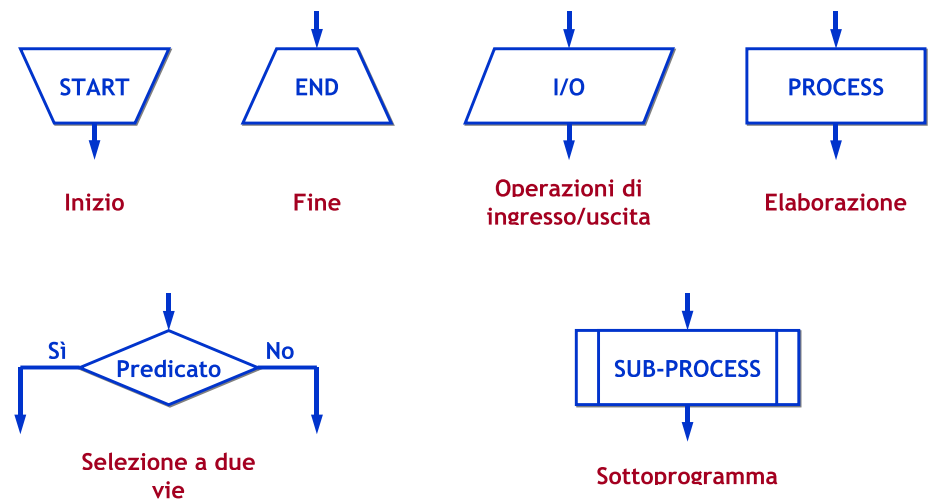 START
END
I/O
PROCESS
Inizio
Fine
Operazioni di
ingresso/uscita
Elaborazione
Sì
No
Predicato
SUB-PROCESS
Selezione a due
vie
Sottoprogramma